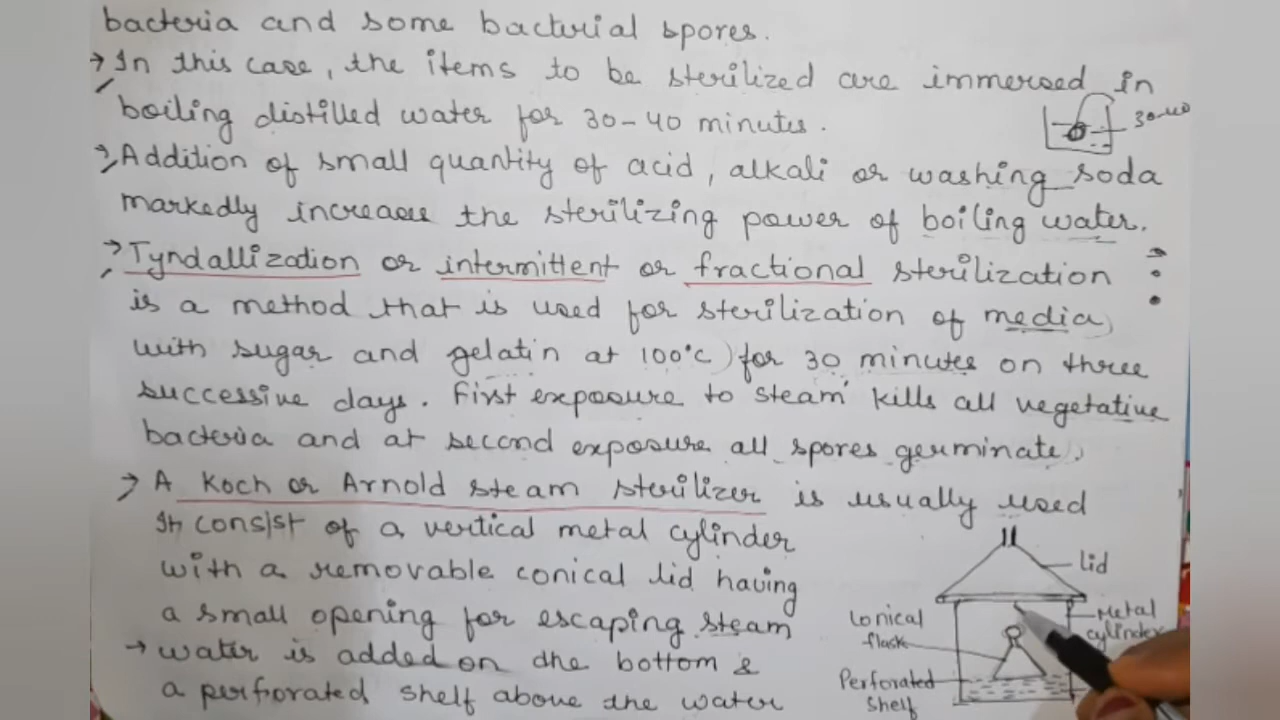 bacteria and some bacterial spores.
→ In this case, the items to be sterilized are immersed in
boiling distilled water for 30-40 minutes.
30-40
→ Addition of small quantity of acid, alkali or washing soda
markedly increase the sterilizing power of boiling water.
→ Tyndallization or intermittent or fractional sterilization
is a method that is used for sterilization of media
with sugar and gelatin at 100°C for 30 minutes on three
successive days. First exposure to steam kills all vegetative
bacteria and at second exposure all spores germinate.
→ A Koch or Arnold steam sterilizer is usually used
It consist of a vertical metal cylinder
with a removable conical lid having
a small opening for escaping steam
→ water is added on the bottom &
a perforated shelf above the water
lid
Metal
cylinder
Conical
flask
Perforated
Shelf